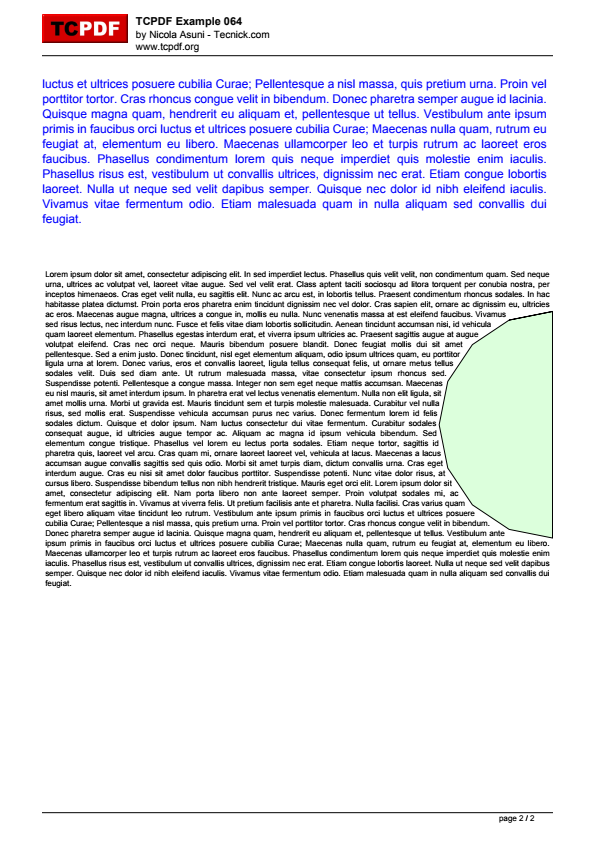 TCPDF
TCPDF Example 064
by Nicola Asuni - Tecnick.com
www.tcpdf.org
luctus et ultrices posuere cubilia Curae; Pellentesque a nisl massa, quis pretium urna. Proin vel
porttitor tortor. Cras rhoncus congue velit in bibendum. Donec pharetra semper augue id lacinia.
Quisque magna quam, hendrerit eu aliquam et, pellentesque ut tellus. Vestibulum ante ipsum
primis in faucibus orci luctus et ultrices posuere cubilia Curae; Maecenas nulla quam, rutrum eu
feugiat at, elementum eu libero. Maecenas ullamcorper leo et turpis rutrum ac laoreet eros
faucibus. Phasellus condimentum lorem quis neque imperdiet quis molestie enim iaculis.
Phasellus risus est, vestibulum ut convallis ultrices, dignissim nec erat. Etiam congue lobortis
laoreet. Nulla ut neque sed velit dapibus semper. Quisque nec dolor id nibh eleifend iaculis.
Vivamus vitae fermentum odio. Etiam malesuada quam in nulla aliquam sed convallis dui
feugiat.
Lorem ipsum dolor sit amet, consectetur adipiscing elit. In sed imperdiet lectus. Phasellus quis velit velit, non condimentum quam. Sed neque
urna, ultrices ac volutpat vel, laoreet vitae augue. Sed vel velit erat. Class aptent taciti sociosqu ad litora torquent per conubia nostra, per
inceptos himenaeos. Cras eget velit nulla, eu sagittis elit. Nunc ac arcu est, in lobortis tellus. Praesent condimentum rhoncus sodales. In hac
habitasse platea dictumst. Proin porta eros pharetra enim tincidunt dignissim nec vel dolor. Cras sapien elit, ornare ac dignissim eu, ultricies
ac eros. Maecenas augue magna, ultrices a congue in, mollis eu nulla. Nunc venenatis massa at est eleifend faucibus. Vivamus
sed risus lectus, nec interdum nunc. Fusce et felis vitae diam lobortis sollicitudin. Aenean tincidunt accumsan nisi, id vehicula
quam laoreet elementum. Phasellus egestas interdum erat, et viverra ipsum ultricies ac. Praesent sagittis augue at augue
volutpat eleifend. Cras nec orci neque. Mauris bibendum posuere blandit. Donec feugiat mollis dui sit amet
pellentesque. Sed a enim justo. Donec tincidunt, nisl eget elementum aliquam, odio ipsum ultrices quam, eu porttitor
ligula urna at lorem. Donec varius, eros et convallis laoreet, ligula tellus consequat felis, ut ornare metus tellus
sodales velit. Duis sed diam ante. Ut rutrum malesuada massa, vitae consectetur ipsum rhoncus sed.
Suspendisse potenti. Pellentesque a congue massa. Integer non sem eget neque mattis accumsan. Maecenas
eu nisl mauris, sit amet interdum ipsum. In pharetra erat vel lectus venenatis elementum. Nulla non elit ligula, sit
amet mollis urna. Morbi ut gravida est. Mauris tincidunt sem et turpis molestie malesuada. Curabitur vel nulla
risus, sed mollis erat. Suspendisse vehicula accumsan purus nec varius. Donec fermentum lorem id felis
sodales dictum. Quisque et dolor ipsum. Nam luctus consectetur dui vitae fermentum. Curabitur sodales
consequat augue, id ultricies augue tempor ac. Aliquam ac magna id ipsum vehicula bibendum. Sed
elementum congue tristique. Phasellus vel lorem eu lectus porta sodales. Etiam neque tortor, sagittis id
pharetra quis, laoreet vel arcu. Cras quam mi, ornare laoreet laoreet vel, vehicula at lacus. Maecenas a lacus
accumsan augue convallis sagittis sed quis odio. Morbi sit amet turpis diam, dictum convallis urna. Cras eget
interdum augue. Cras eu nisi sit amet dolor faucibus porttitor. Suspendisse potenti. Nunc vitae dolor risus, at
cursus libero. Suspendisse bibendum tellus non nibh hendrerit tristique. Mauris eget orci elit. Lorem ipsum dolor sit
amet, consectetur adipiscing elit. Nam porta libero non ante laoreet semper. Proin volutpat sodales mi, ac
fermentum erat sagittis in. Vivamus at viverra felis. Ut pretium facilisis ante et pharetra. Nulla facilisi. Cras varius quam
eget libero aliquam vitae tincidunt leo rutrum. Vestibulum ante ipsum primis in faucibus orci luctus et ultrices posuere
cubilia Curae; Pellentesque a nisl massa, quis pretium urna. Proin vel porttitor tortor. Cras rhoncus congue velit in bibendum.
Donec pharetra semper augue id lacinia. Quisque magna quam, hendrerit eu aliquam et, pellentesque ut tellus. Vestibulum ante
ipsum primis in faucibus orci luctus et ultrices posuere cubilia Curae; Maecenas nulla quam, rutrum eu feugiat at, elementum eu libero.
Maecenas ullamcorper leo et turpis rutrum ac laoreet eros faucibus. Phasellus condimentum lorem quis neque imperdiet quis molestie enim
iaculis. Phasellus risus est, vestibulum ut convallis ultrices, dignissim nec erat. Etiam congue lobortis laoreet. Nulla ut neque sed velit dapibus
semper. Quisque nec dolor id nibh eleifend iaculis. Vivamus vitae fermentum odio. Etiam malesuada quam in nulla aliquam sed convallis dui
feugiat.
page 2 / 2